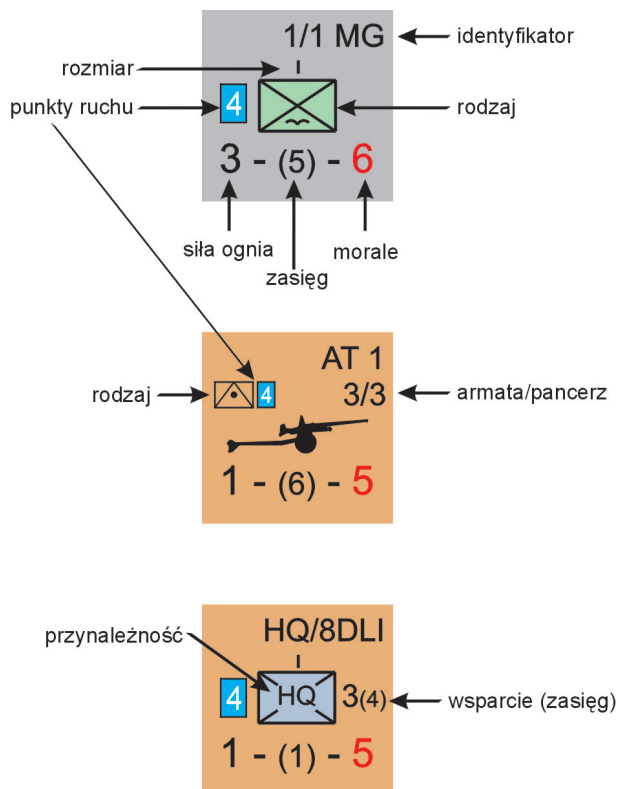 1/1 MG
identyfikator
rozmiar
punkty ruchu
4
rodzaj
3 - (5) - 6
siła ognia
morale
zasięg
AT 1
rodzaj
4
3/3
armata/pancerz
1 - (6) - 5
przynależność
HQ/8DLI
4
HQ
3(4)
wsparcie (zasięg)
1 - (1) - 5